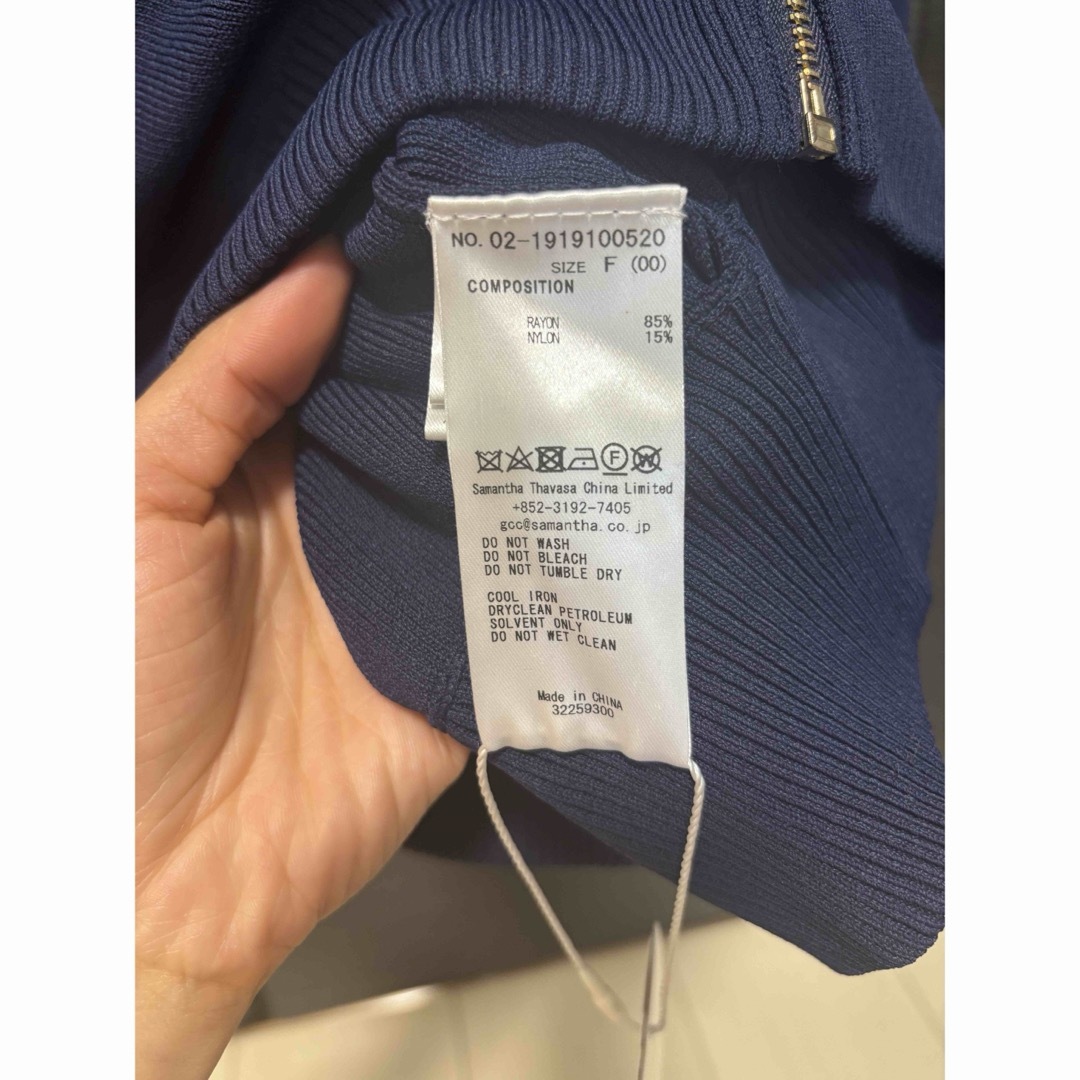 NO. 02-1919100520
SIZE F (00)
COMPOSITION
RAYON 85%
NYLON 15%
F W
Samantha Thavasa China Limited
+852-3192-7405
gcc@samantha.co.jp
DO NOT WASH
DO NOT BLEACH
DO NOT TUMBLE DRY
COOL IRON
DRYCLEAN PETROLEUM
SOLVENT ONLY
DO NOT WET CLEAN
Made in CHINA
32259300